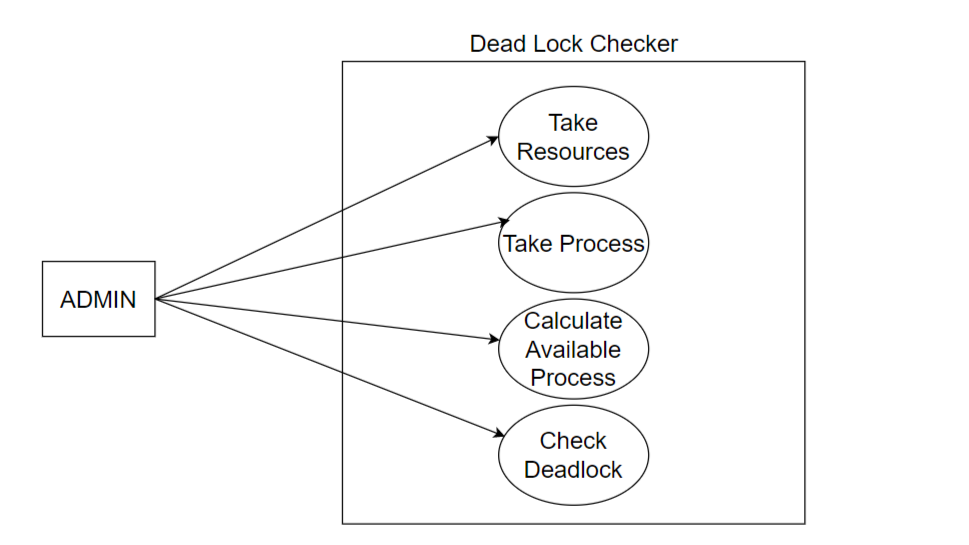 Dead Lock Checker
Take
Resources
Take Process
ADMIN
Calculate
Available
Process
Check
Deadlock